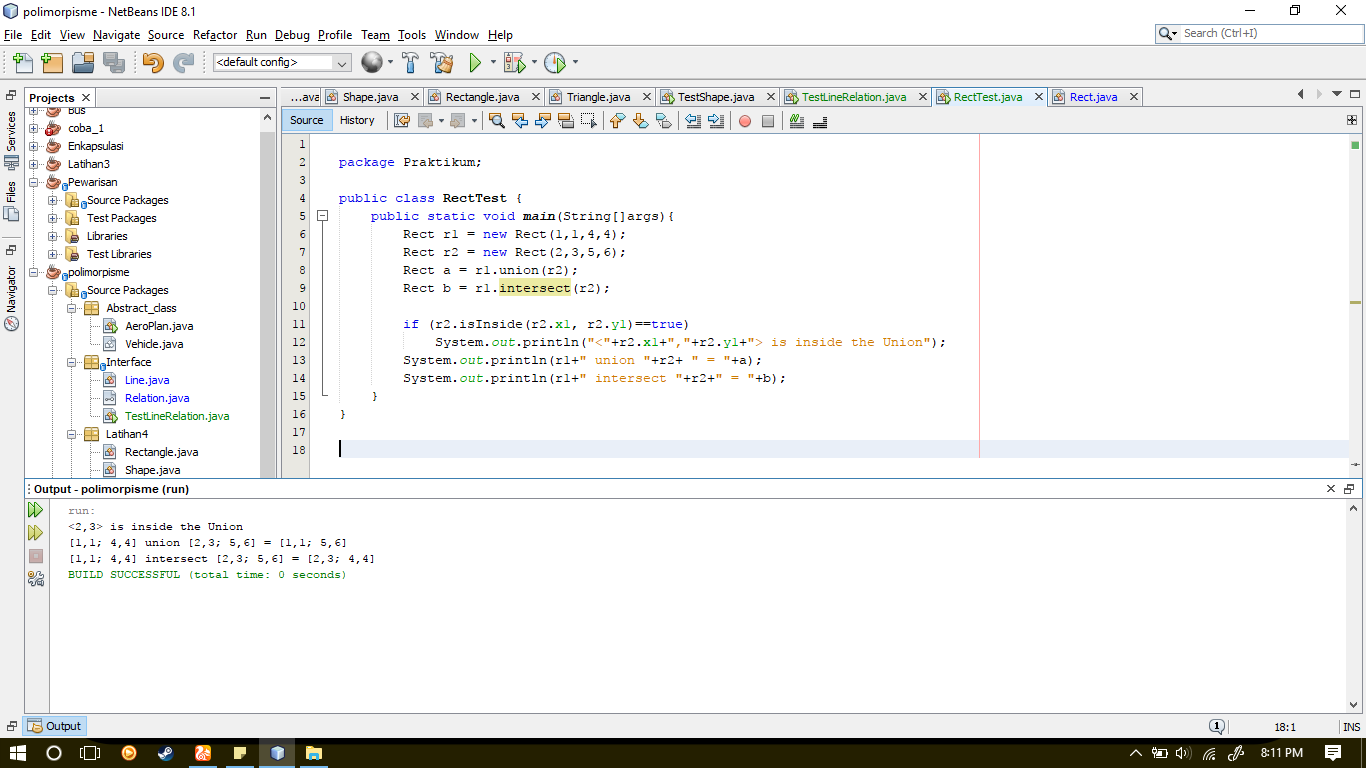 polimorpisme - NetBeans IDE 8.1
File Edit View Navigate Source Refactor Run Debug Profile Team Tools Window Help
Search (Ctrl+I)
<default config>
Projects
...ava Shape.java Rectangle.java Triangle.java TestShape.java TestLineRelation.java RectTest.java Rect.java
Source History
Services
Files
Navigator
Bus
coba_1
Enkapsulasi
Latihan3
Pewarisan
Source Packages
Test Packages
Libraries
Test Libraries
polimorpisme
Source Packages
Abstract_class
AeroPlan.java
Vehicle.java
Interface
Line.java
Relation.java
TestLineRelation.java
Latihan4
Rectangle.java
Shape.java
1
2 package Praktikum;
3
4 public class RectTest {
5 public static void main(String[]args){
6 Rect r1 = new Rect(1,1,4,4);
7 Rect r2 = new Rect(2,3,5,6);
8 Rect a = r1.union(r2);
9 Rect b = r1.intersect(r2);
10
11 if (r2.isInside(r2.x1, r2.y1)==true)
12 System.out.println("<"+r2.x1+","+r2.y1+"> is inside the Union");
13 System.out.println(r1+" union "+r2+ " = "+a);
14 System.out.println(r1+" intersect "+r2+" = "+b);
15 }
16 }
17
18
Output - polimorpisme (run)
run:
<2,3> is inside the Union
[1,1; 4,4] union [2,3; 5,6] = [1,1; 5,6]
[1,1; 4,4] intersect [2,3; 5,6] = [2,3; 4,4]
BUILD SUCCESSFUL (total time: 0 seconds)
Output
1
18:1 INS
8:11 PM